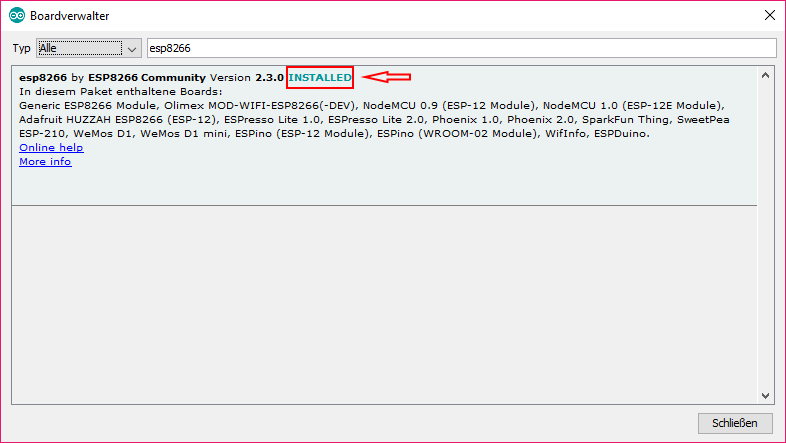 Boardverwalter
Typ Alle esp8266
esp8266 by ESP8266 Community Version 2.3.0 INSTALLED
In diesem Paket enthaltene Boards:
Generic ESP8266 Module, Olimex MOD-WIFI-ESP8266(-DEV), NodeMCU 0.9 (ESP-12 Module), NodeMCU 1.0 (ESP-12E Module),
Adafruit HUZZAH ESP8266 (ESP-12), ESPresso Lite 1.0, ESPresso Lite 2.0, Phoenix 1.0, Phoenix 2.0, SparkFun Thing, SweetPea
ESP-210, WeMos D1, WeMos D1 mini, ESPino (ESP-12 Module), ESPino (WROOM-02 Module), WifInfo, ESPDuino.
Online help
More info
Schließen